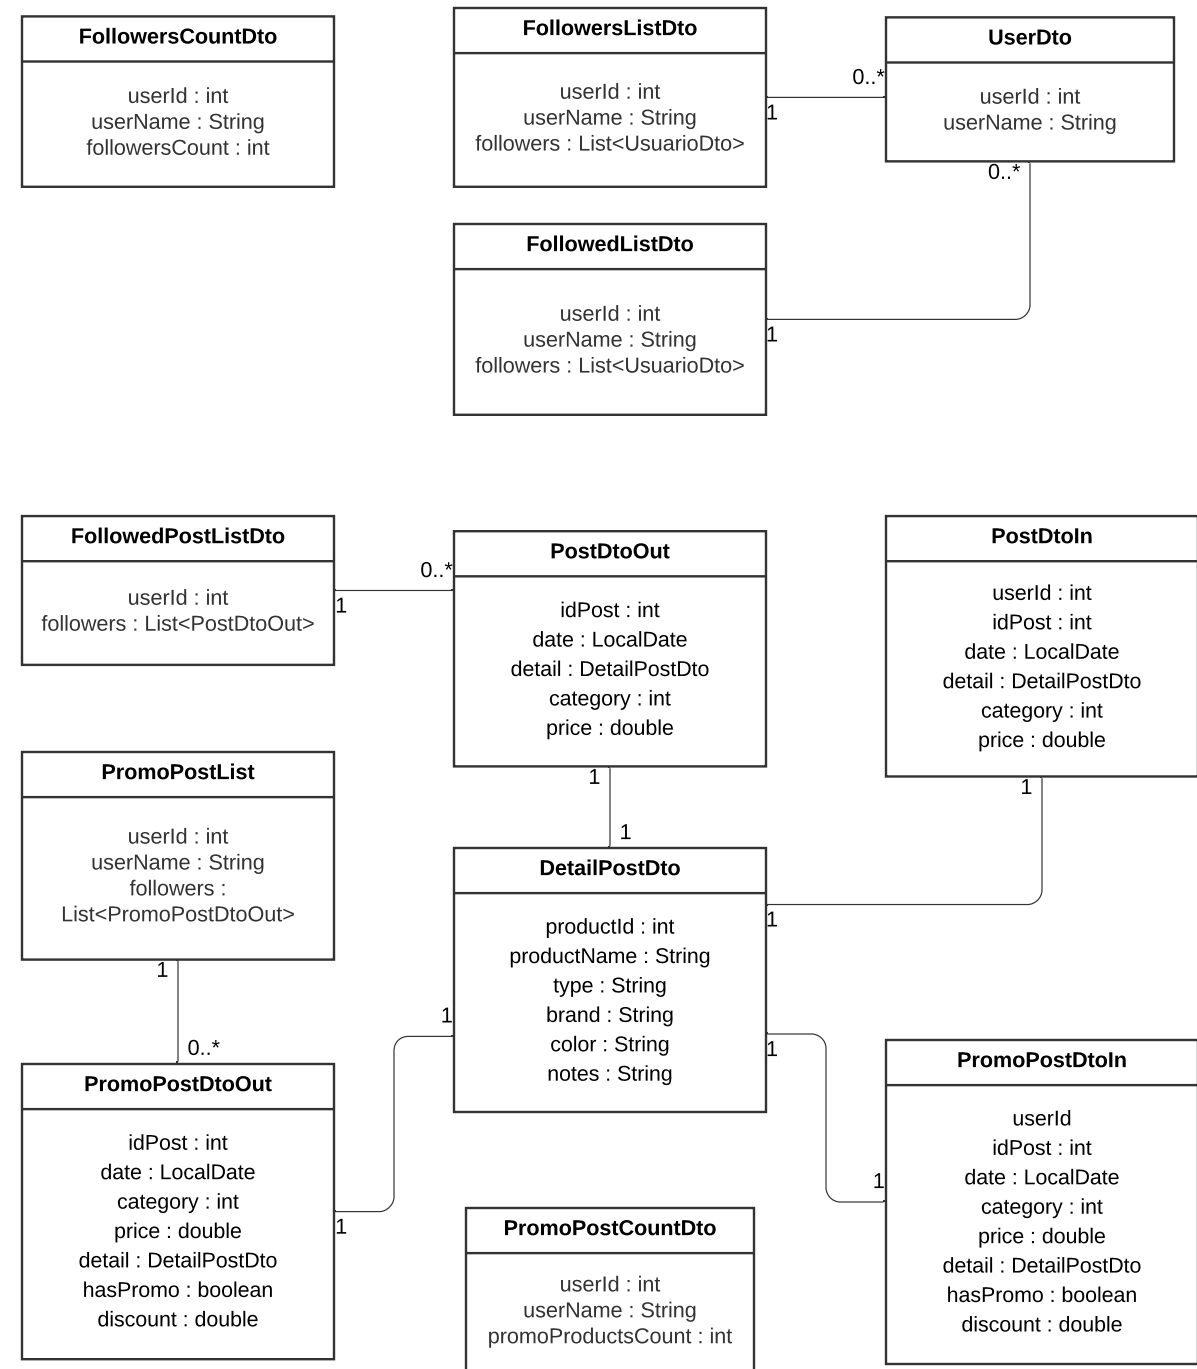 FollowersCountDto
userId : int
userName : String
followersCount : int
FollowersListDto
userId : int
userName : String
followers : List<UsuarioDto>
1
0..*
UserDto
userId : int
userName : String
0..*
FollowedListDto
userId : int
userName : String
followers : List<UsuarioDto>
1
FollowedPostListDto
userId : int
followers : List<PostDtoOut>
1
0..*
PostDtoOut
idPost : int
date : LocalDate
detail : DetailPostDto
category : int
price : double
1
1
PostDtoIn
userId : int
idPost : int
date : LocalDate
detail : DetailPostDto
category : int
price : double
1
PromoPostList
userId : int
userName : String
followers :
List<PromoPostDtoOut>
1
0..*
DetailPostDto
productId : int
productName : String
type : String
brand : String
color : String
notes : String
1
1
1
PromoPostDtoOut
idPost : int
date : LocalDate
category : int
price : double
detail : DetailPostDto
hasPromo : boolean
discount : double
1
PromoPostCountDto
userId : int
userName : String
promoProductsCount : int
1
PromoPostDtoIn
userId
idPost : int
date : LocalDate
category : int
price : double
detail : DetailPostDto
hasPromo : boolean
discount : double